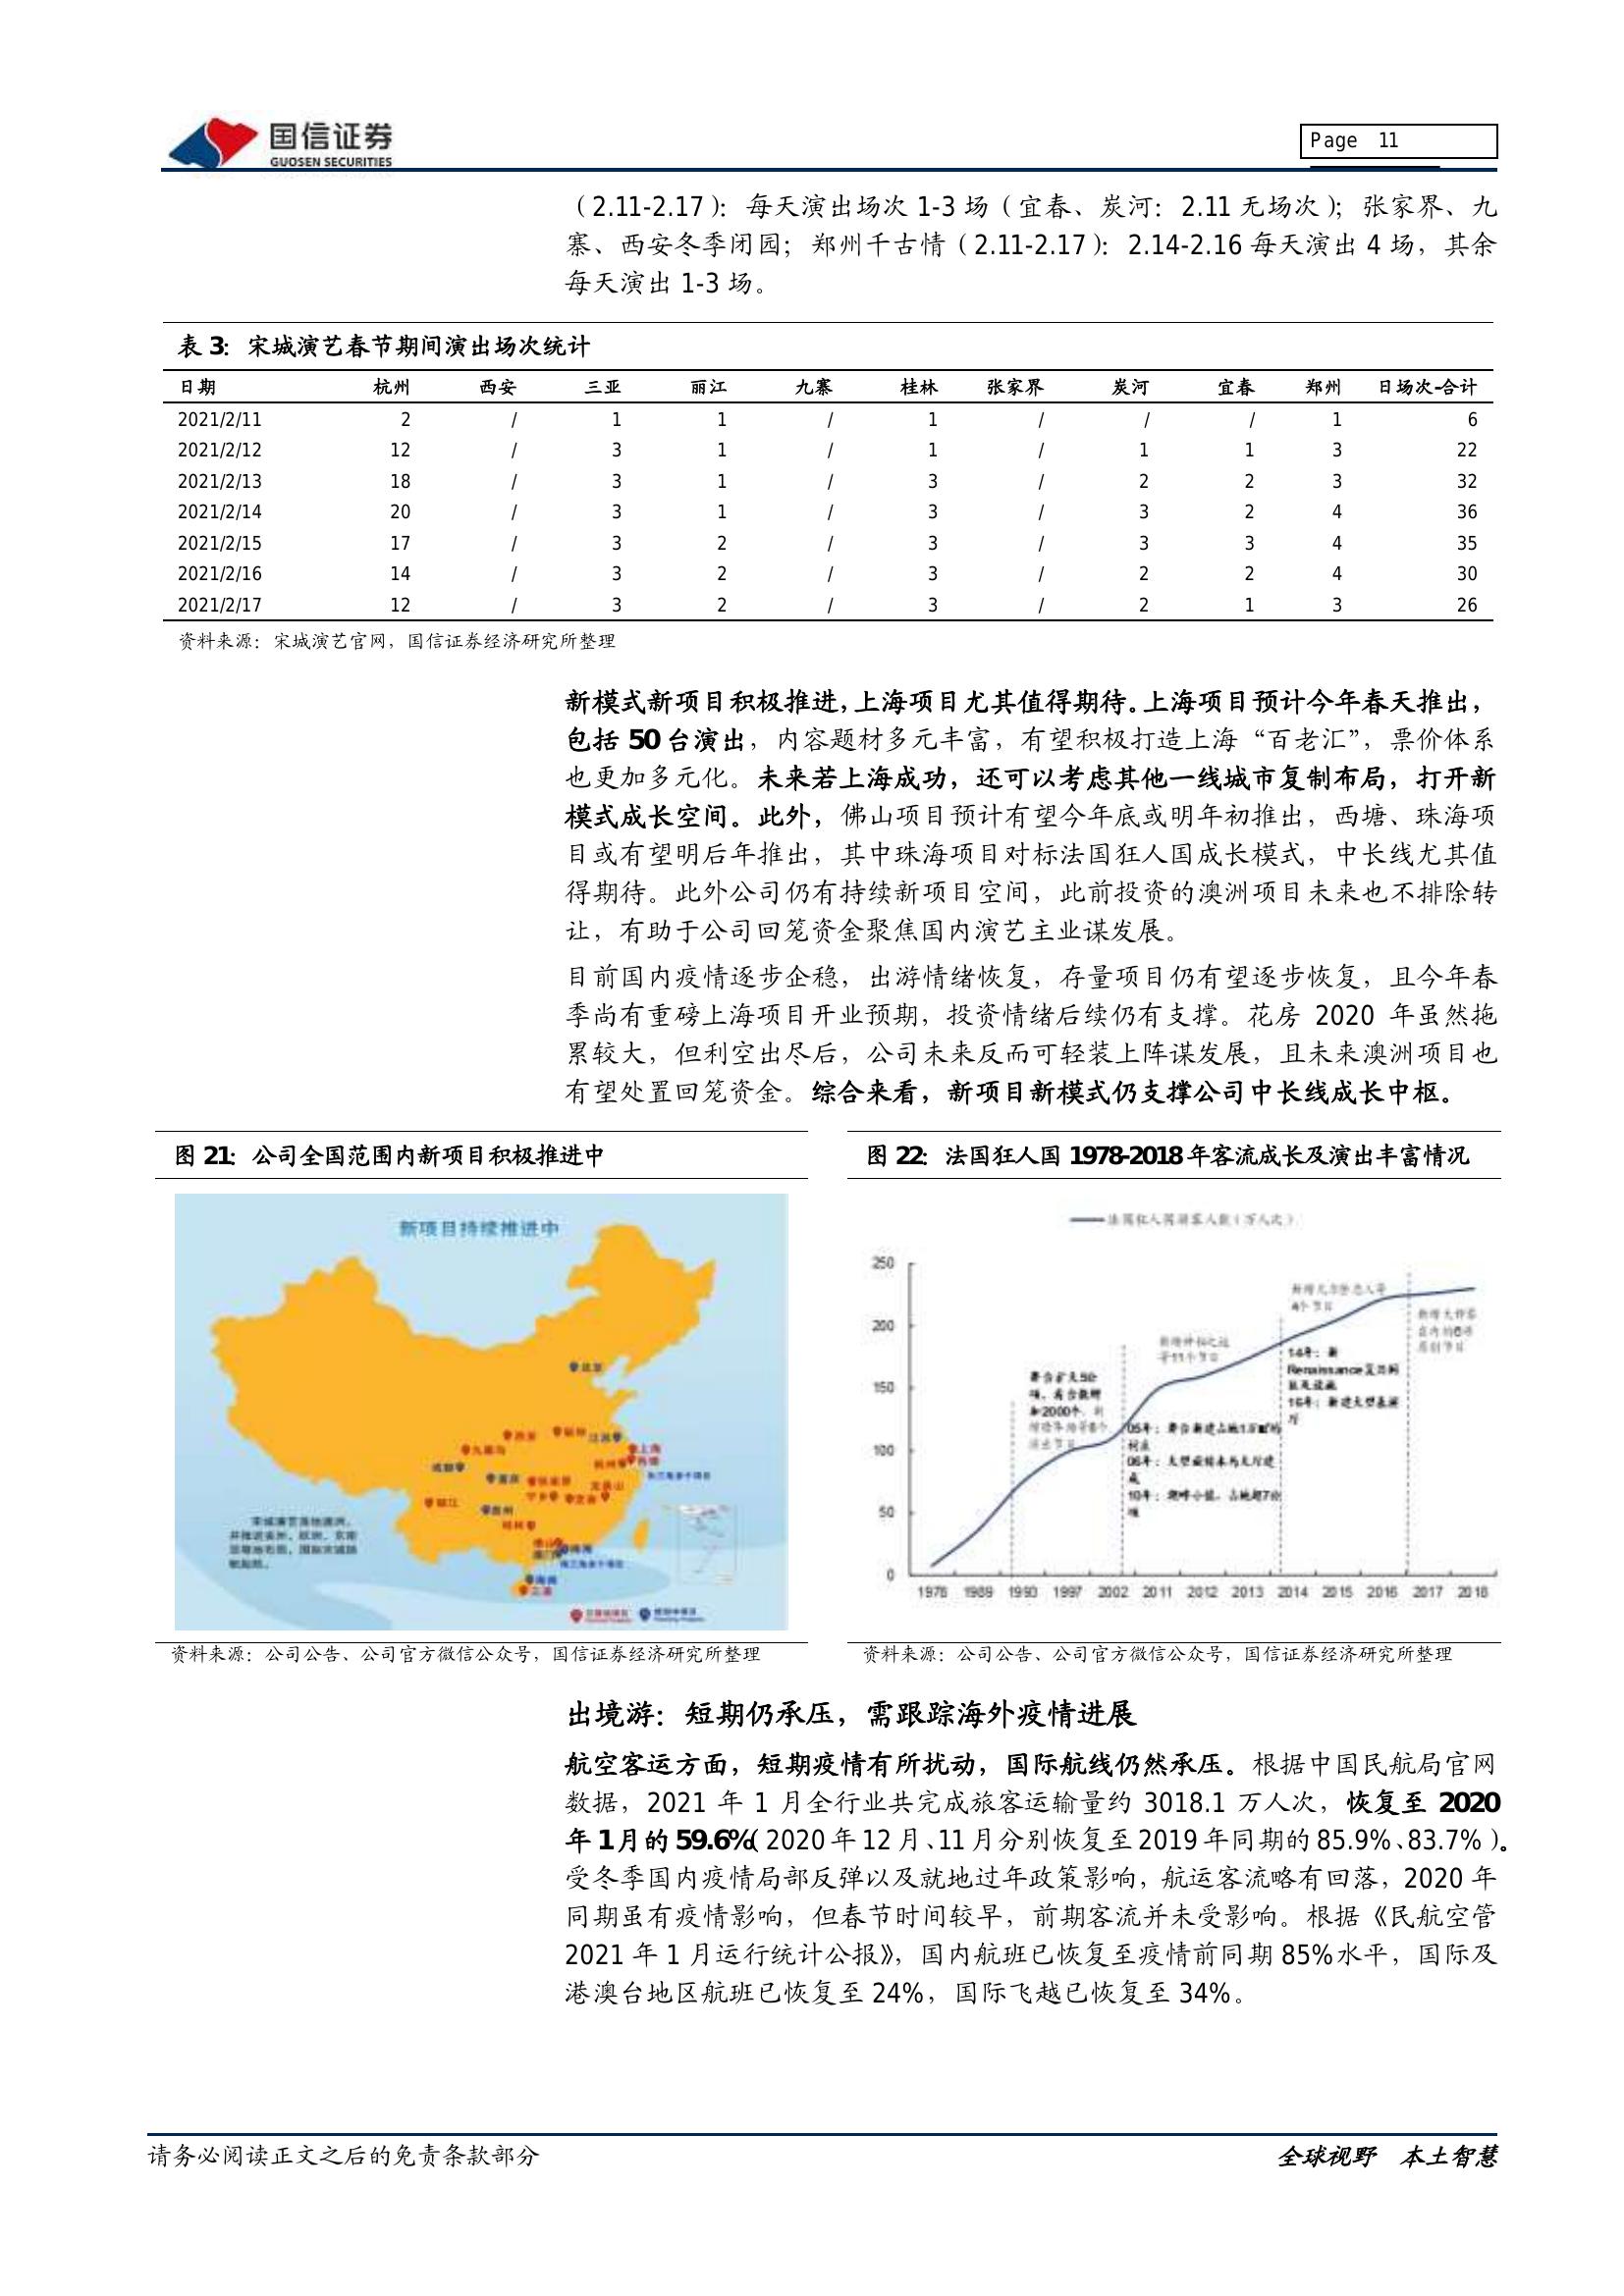 国信证券
GUOSEN SECURITIES
Page 11
（2.11-2.17）：每天演出场次 1-3 场（宜春、炭河：2.11 无场次）；张家界、九
寨、西安冬季闭园；郑州千古情（2.11-2.17）：2.14-2.16 每天演出 4 场，其余
每天演出 1-3 场。
表 3：宋城演艺春节期间演出场次统计
日期 杭州 西安 三亚 丽江 九寨 桂林 张家界 炭河 宜春 郑州 日场次-合计
2021/2/11 2 / 1 1 / 1 / / / 1 6
2021/2/12 12 / 3 1 / 1 / 1 1 3 22
2021/2/13 18 / 3 1 / 3 / 2 2 3 32
2021/2/14 20 / 3 1 / 3 / 3 2 4 36
2021/2/15 17 / 3 2 / 3 / 3 3 4 35
2021/2/16 14 / 3 2 / 3 / 2 2 4 30
2021/2/17 12 / 3 2 / 3 / 2 1 3 26
资料来源：宋城演艺官网，国信证券经济研究所整理
新模式新项目积极推进，上海项目尤其值得期待。上海项目预计今年春天推出，
包括 50 台演出，内容题材多元丰富，有望积极打造上海“百老汇”，票价体系
也更加多元化。未来若上海成功，还可以考虑其他一线城市复制布局，打开新
模式成长空间。此外，佛山项目预计有望今年底或明年初推出，西塘、珠海项
目或有望明后年推出，其中珠海项目对标法国狂人国成长模式，中长线尤其值
得期待。此外公司仍有持续新项目空间，此前投资的澳洲项目未来也不排除转
让，有助于公司回笼资金聚焦国内演艺主业谋发展。
目前国内疫情逐步企稳，出游情绪恢复，存量项目仍有望逐步恢复，且今年春
季尚有重磅上海项目开业预期，投资情绪后续仍有支撑。花房 2020 年虽然拖
累较大，但利空出尽后，公司未来反而可轻装上阵谋发展，且未来澳洲项目也
有望处置回笼资金。综合来看，新项目新模式仍支撑公司中长线成长中枢。
图 21：公司全国范围内新项目积极推进中
新项目持续推进中
北京
上海
资料来源：公司公告、公司官方微信公众号，国信证券经济研究所整理
图 22：法国狂人国 1978-2018 年客流成长及演出丰富情况
法国狂人国游客人数（万人次）
250
200
150
100
50
0
1978 1989 1993 1997 2002 2011 2012 2013 2014 2015 2016 2017 2018
资料来源：公司公告、公司官方微信公众号，国信证券经济研究所整理
出境游：短期仍承压，需跟踪海外疫情进展
航空客运方面，短期疫情有所扰动，国际航线仍然承压。根据中国民航局官网
数据，2021 年 1 月全行业共完成旅客运输量约 3018.1 万人次，恢复至 2020
年 1 月的 59.6%（2020 年 12 月、11 月分别恢复至 2019 年同期的 85.9%、83.7%）。
受冬季国内疫情局部反弹以及就地过年政策影响，航运客流略有回落，2020 年
同期虽有疫情影响，但春节时间较早，前期客流并未受影响。根据《民航空管
2021 年 1 月运行统计公报》，国内航班已恢复至疫情前同期 85%水平，国际及
港澳台地区航班已恢复至 24%，国际飞越已恢复至 34%。
请务必阅读正文之后的免责条款部分
全球视野 本土智慧